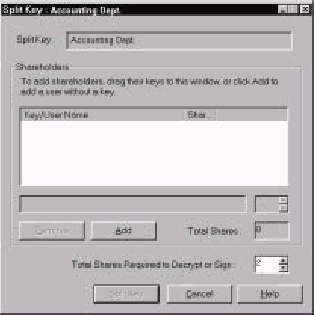 Split Key : Accounting Dept.
Split Key: Accounting Dept.
Shareholders
To add shareholders, drag their keys to this window, or click Add to
add a user without a key.
Key/User Name Shar...
Remove Add Total Shares: 0
Total Shares Required to Decrypt or Sign: 2
Split Key Cancel Help